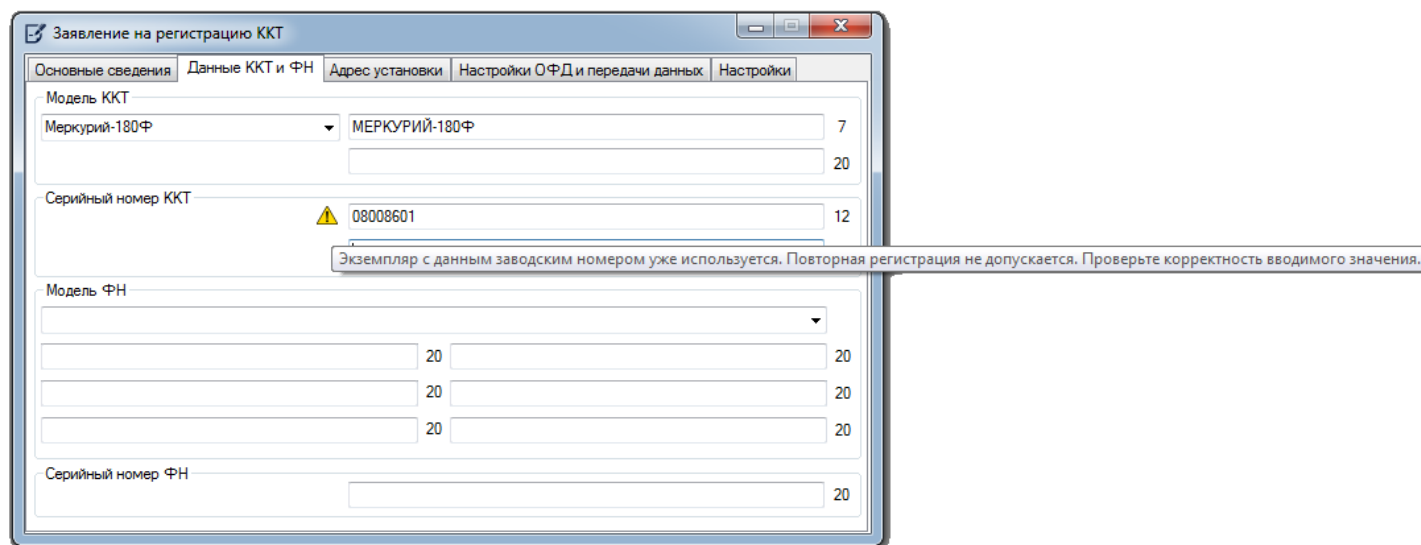 Заявление на регистрацию ККТ
Основные сведения Данные ККТ и ФН Адрес установки Настройки ОФД и передачи данных Настройки
Модель ККТ
Меркурий-180Ф МЕРКУРИЙ-180Ф 7
20
Серийный номер ККТ
08008601 12
Экземпляр с данным заводским номером уже используется. Повторная регистрация не допускается. Проверьте корректность вводимого значения.
Модель ФН
20 20
20 20
20 20
Серийный номер ФН
20